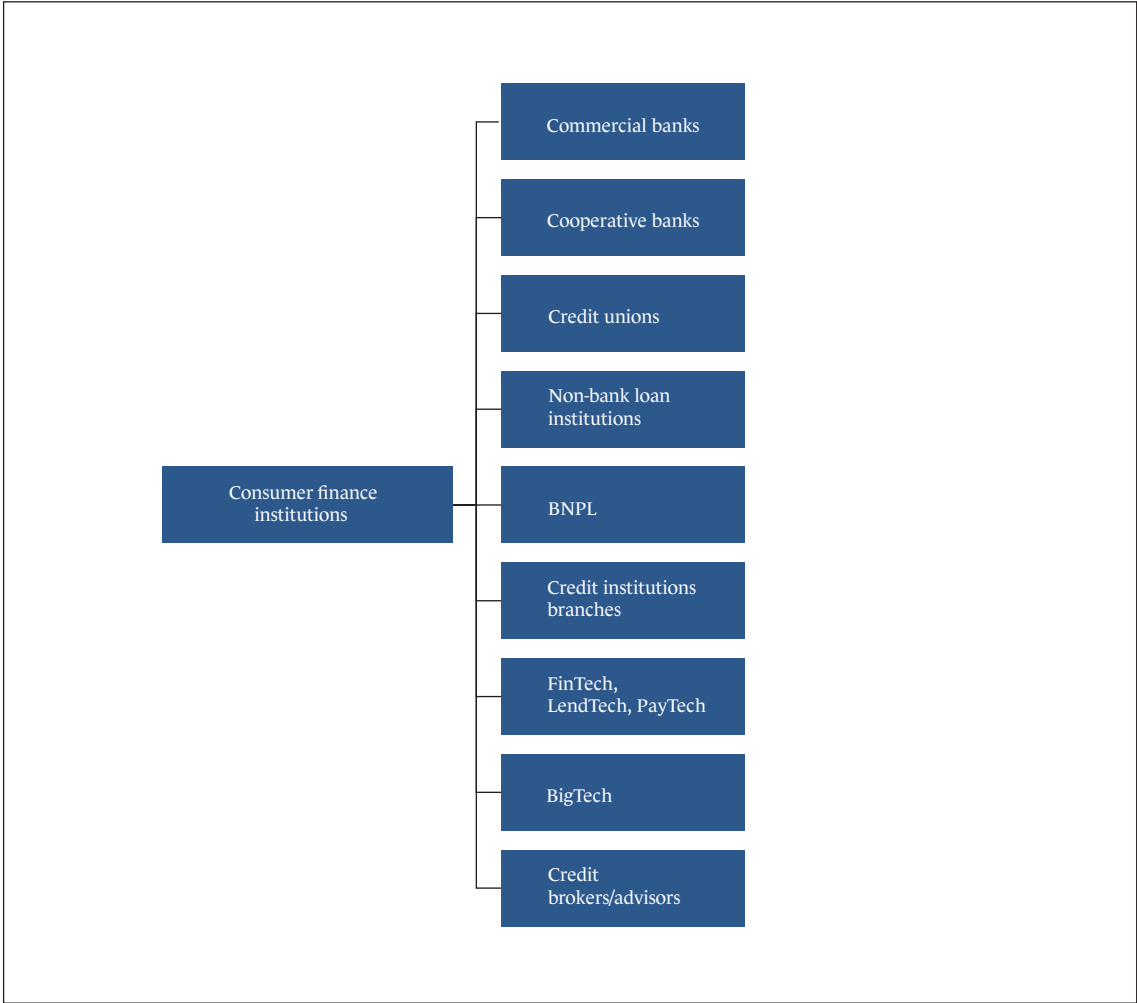 Commercial banks
Cooperative banks
Credit unions
Non-bank loan
institutions
Consumer finance
institutions
BNPL
Credit institutions
branches
FinTech,
LendTech, PayTech
BigTech
Credit
brokers/advisors